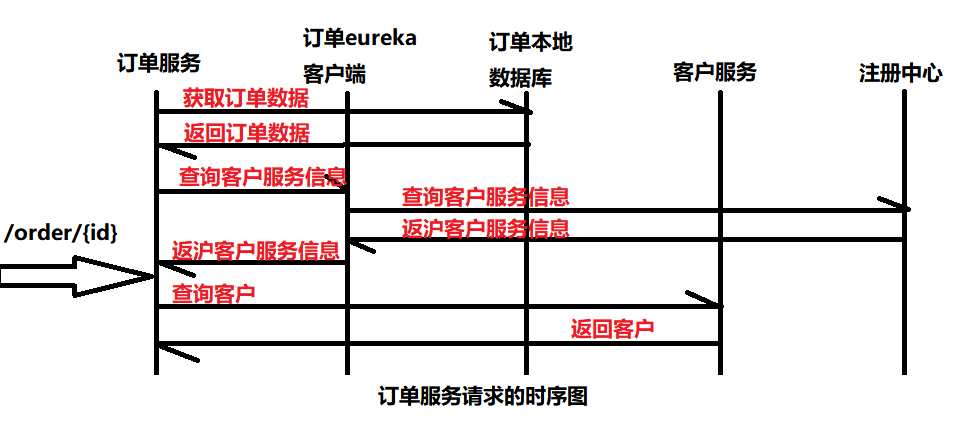 订单服务
订单eureka
客户端
订单本地
数据库
客户服务
注册中心
获取订单数据
返回订单数据
查询客户服务信息
查询客户服务信息
返沪客户服务信息
/order/{id}
返沪客户服务信息
查询客户
返回客户
订单服务请求的时序图